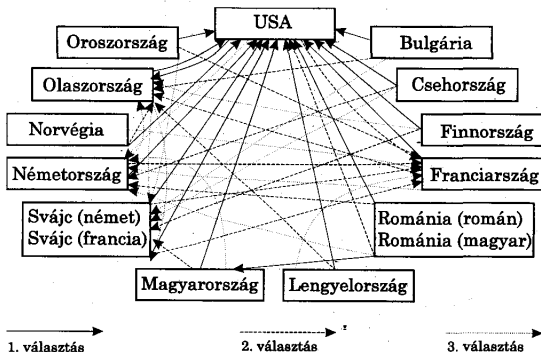 USA
Oroszország
Bulgária
Olaszország
Csehország
Norvégia
Finnország
Németország
Franciarszág
Svájc (német)
Svájc (francia)
Románia (román)
Románia (magyar)
Magyarország
Lengyelország
1. választás
2. választás
3. választás